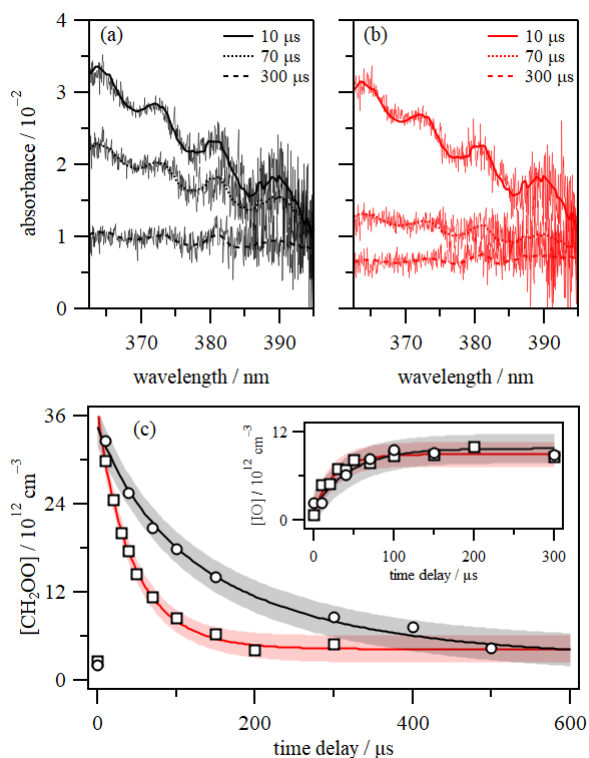 (a)
10 μs
70 μs
300 μs
(b)
10 μs
70 μs
300 μs
absorbance / 10⁻²
4
3
2
1
0
370
380
390
370
380
390
wavelength / nm
wavelength / nm
(c)
[CH₂OO] / 10¹² cm⁻³
36
24
12
0
[IO] / 10¹² cm⁻³
12
0
0
100
200
300
time delay / μs
0
200
400
600
time delay / μs